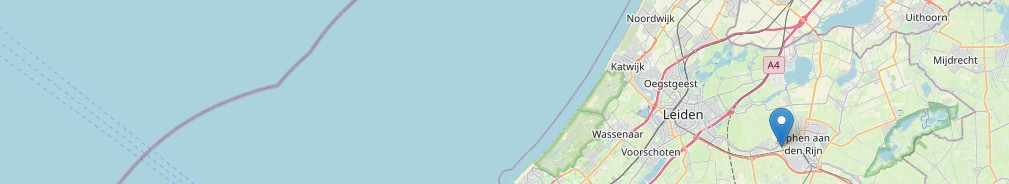 Noordwijk
Uithoorn
Katwijk
A4
Mijdrecht
Oegstgeest
Leiden
Wassenaar
phen aan
den Rijn
Voorschoten